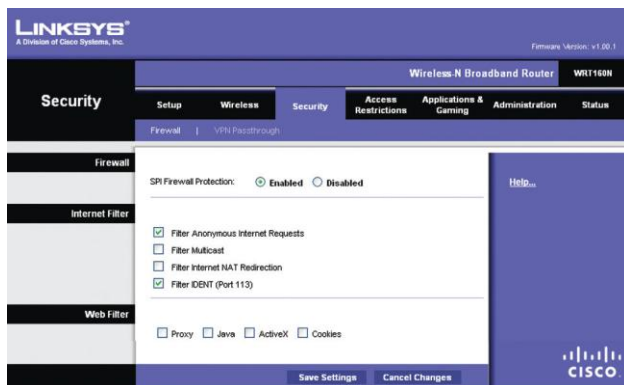 LINKSYS®
A Division of Cisco Systems, Inc.
Firmware Version: v1.00.1
Wireless-N Broadband Router WRT160N
Security
Setup Wireless Security Access Restrictions Applications & Gaming Administration Status
Firewall | VPN Passthrough
Firewall
SPI Firewall Protection: Enabled Disabled
Help...
Internet Filter
Filter Anonymous Internet Requests
Filter Multicast
Filter Internet NAT Redirection
Filter IDENT (Port 113)
Web Filter
Proxy Java ActiveX Cookies
Save Settings Cancel Changes
CISCO.